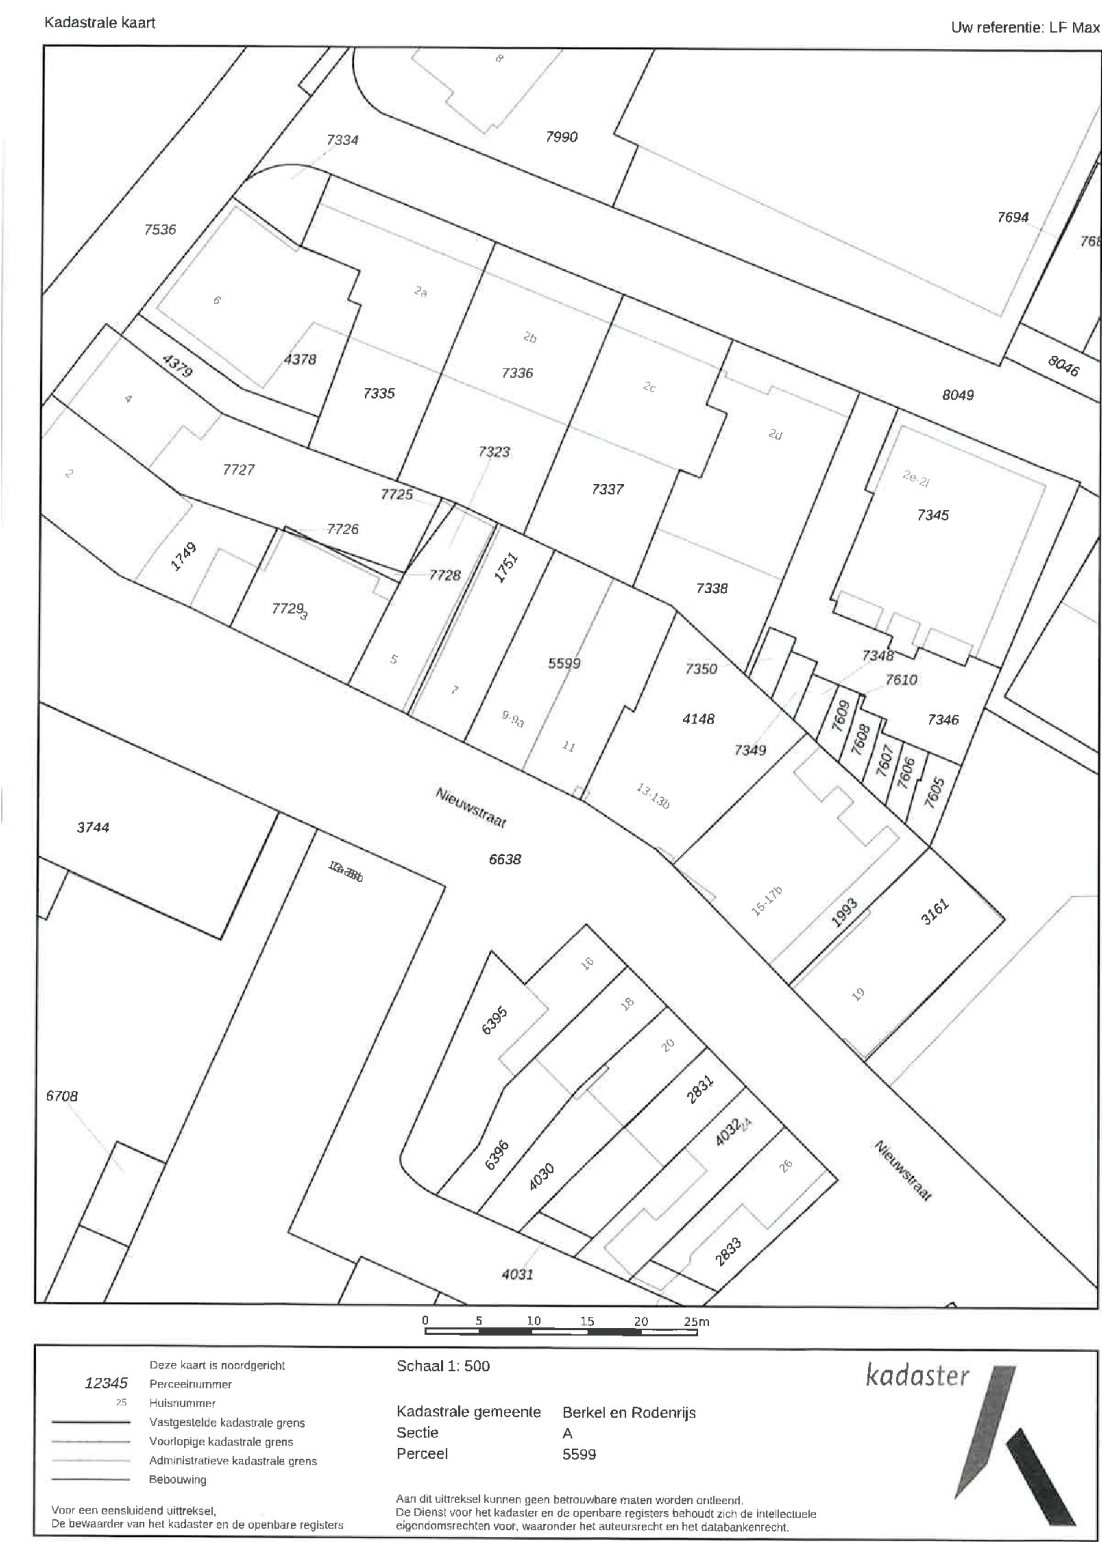 Kadastrale kaart
Uw referentie: LF Max
8
7334
7990
7536
7694
768
6
2a
2b
4378
4379
7335
7336
2c
8046
8049
4
2d
2
7727
7323
7725
7337
2e-2l
7345
7726
1749
7728
1751
7338
7729
3
5
7348
7350
5599
7610
7
9-9a
11
4148
7349
7609
7608
7607
7606
7605
7346
13-13b
Nieuwstraat
3744
6638
15-17b
1993
3161
19
16
18
20
6395
6708
2831
4032
24
6396
4030
26
Nieuwstraat
2833
4031
0 5 10 15 20 25m
Deze kaart is noordgericht
12345 Perceelnummer
25 Huisnummer
Vastgestelde kadastrale grens
Voorlopige kadastrale grens
Administratieve kadastrale grens
Bebouwing
Voor een eensluidend uittreksel,
De bewaarder van het kadaster en de openbare registers
Schaal 1: 500
Kadastrale gemeente Berkel en Rodenrijs
Sectie A
Perceel 5599
Aan dit uittreksel kunnen geen betrouwbare maten worden ontleend.
De Dienst voor het kadaster en de openbare registers behoudt zich de intellectuele
eigendomsrechten voor, waaronder het auteursrecht en het databankenrecht.
kadaster